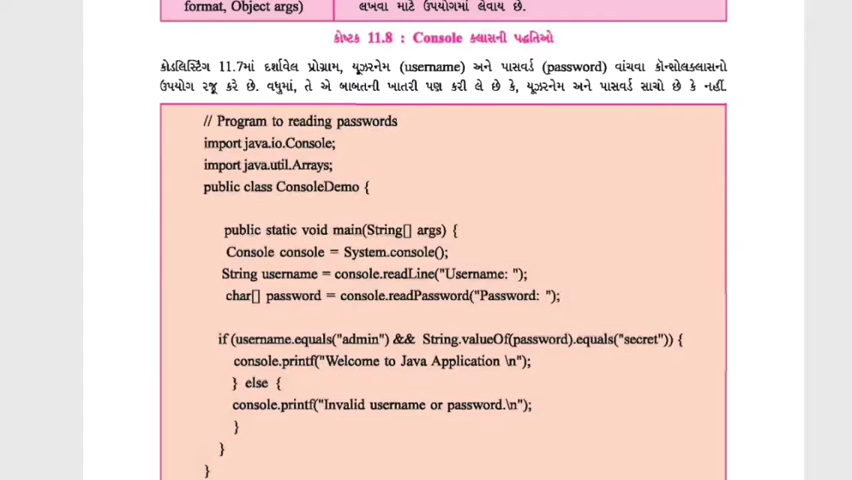 format, Object args) લખવા માટે ઉપયોગમાં લેવાય છે.
કોષ્ટક 11.8 : Console ક્લાસની પદ્ધતિઓ
કોડલિસ્ટિંગ 11.7માં દર્શાવેલ પ્રોગ્રામ, યૂઝરનેમ (username) અને પાસવર્ડ (password) વાંચવા કૉન્સોલક્લાસનો
ઉપયોગ રજૂ કરે છે. વધુમાં, તે એ બાબતની ખાતરી પણ કરી લે છે કે, યૂઝરનેમ અને પાસવર્ડ સાચો છે કે નહીં.
// Program to reading passwords
import java.io.Console;
import java.util.Arrays;
public class ConsoleDemo {
public static void main(String[] args) {
Console console = System.console();
String username = console.readLine("Username: ");
char[] password = console.readPassword("Password: ");
if (username.equals("admin") && String.valueOf(password).equals("secret")) {
console.printf("Welcome to Java Application \n");
} else {
console.printf("Invalid username or password.\n");
}
}
}